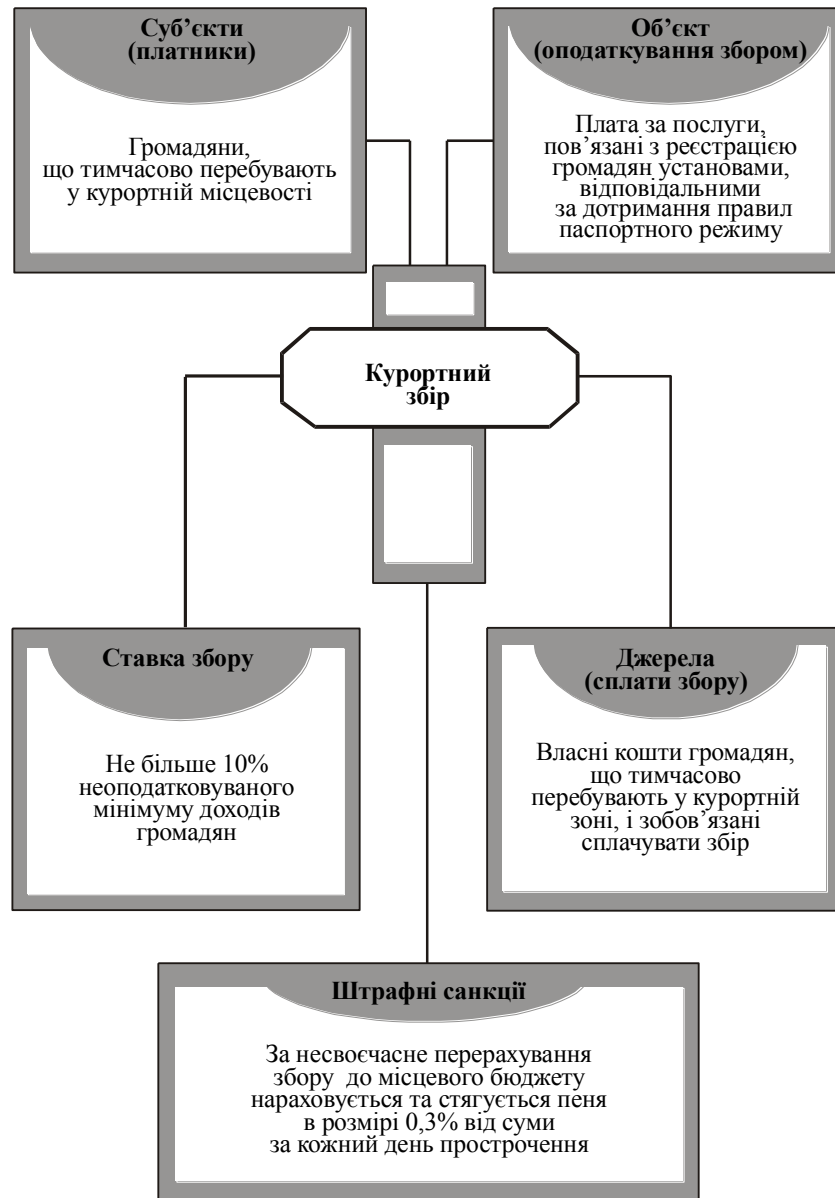 Суб’єкти
(платники)
Громадяни,
що тимчасово перебувають
у курортній місцевості
Об’єкт
(оподаткування збором)
Плата за послуги,
пов’язані з реєстрацією
громадян установами,
відповідальними
за дотримання правил
паспортного режиму
Курортний
збір
Ставка збору
Не більше 10%
неоподатковуваного
мінімуму доходів
громадян
Джерела
(сплати збору)
Власні кошти громадян,
що тимчасово
перебувають у курортній
зоні, і зобов’язані
сплачувати збір
Штрафні санкції
За несвоєчасне перерахування
збору до місцевого бюджету
нараховується та стягується пеня
в розмірі 0,3% від суми
за кожний день прострочення